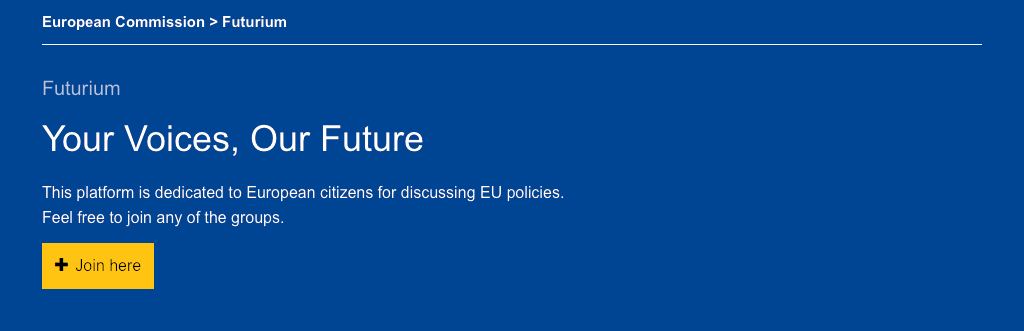 European Commission > Futurium
Futurium
Your Voices, Our Future
This platform is dedicated to European citizens for discussing EU policies.
Feel free to join any of the groups.
Join here